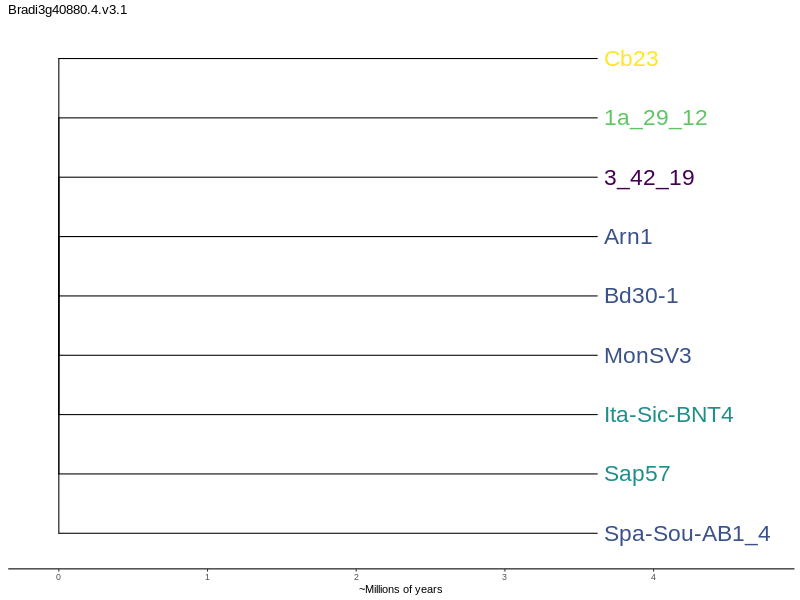 Bradi3g40880.4.v3.1
Cb23
1a_29_12
3_42_19
Arn1
Bd30-1
MonSV3
Ita-Sic-BNT4
Sap57
Spa-Sou-AB1_4
0 1 2 3 4
~Millions of years